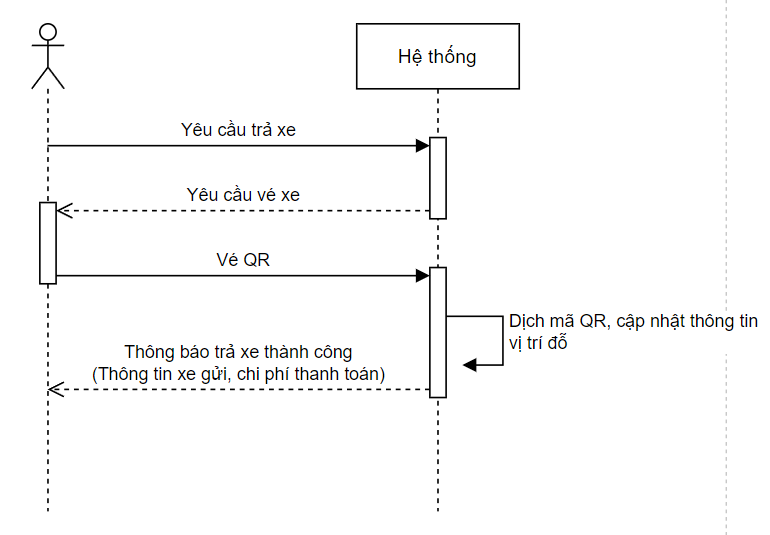 Hệ thống
Yêu cầu trả xe
Yêu cầu vé xe
Vé QR
Dịch mã QR, cập nhật thông tin
vị trí đỗ
Thông báo trả xe thành công
(Thông tin xe gửi, chi phí thanh toán)